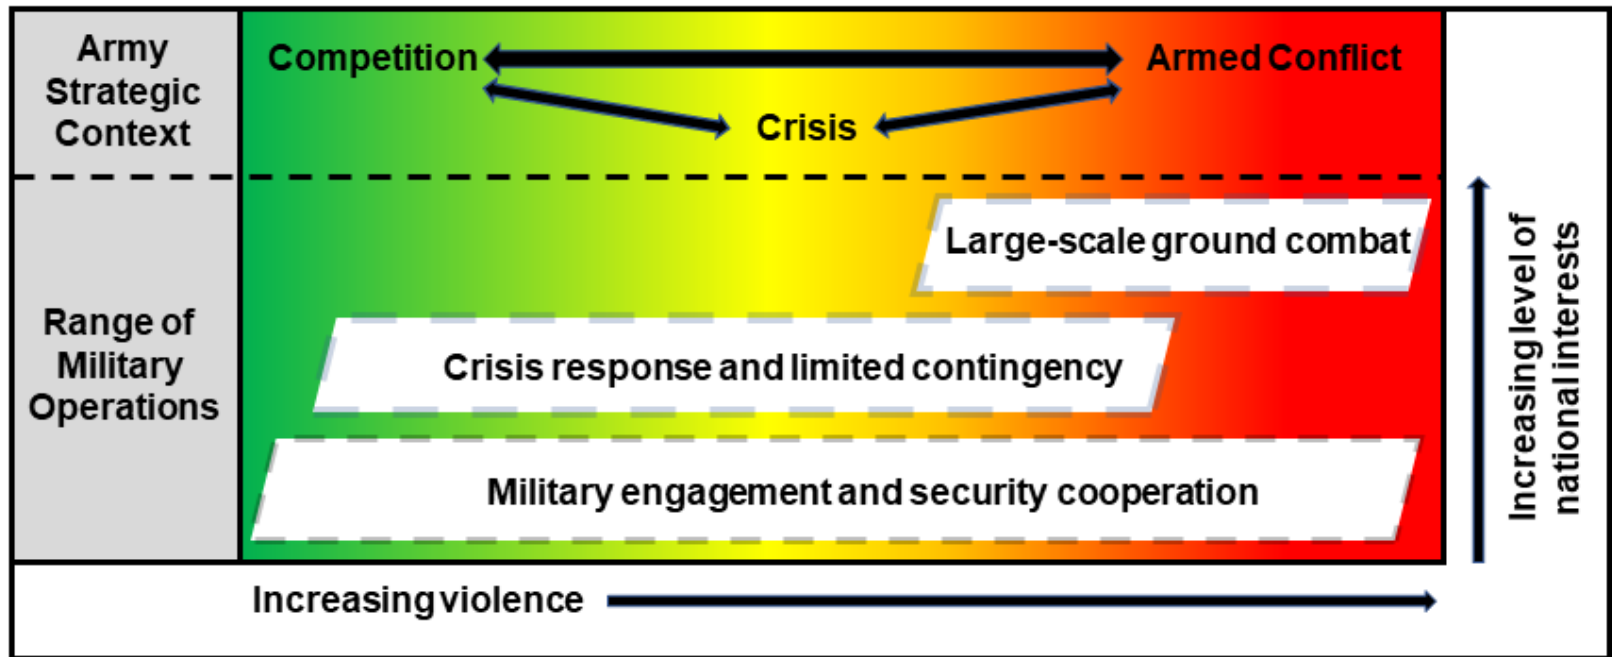 Army
Strategic
Context
Competition
Armed Conflict
Crisis
Range of
Military
Operations
Large-scale ground combat
Crisis response and limited contingency
Military engagement and security cooperation
Increasing level of
national interests
Increasing violence